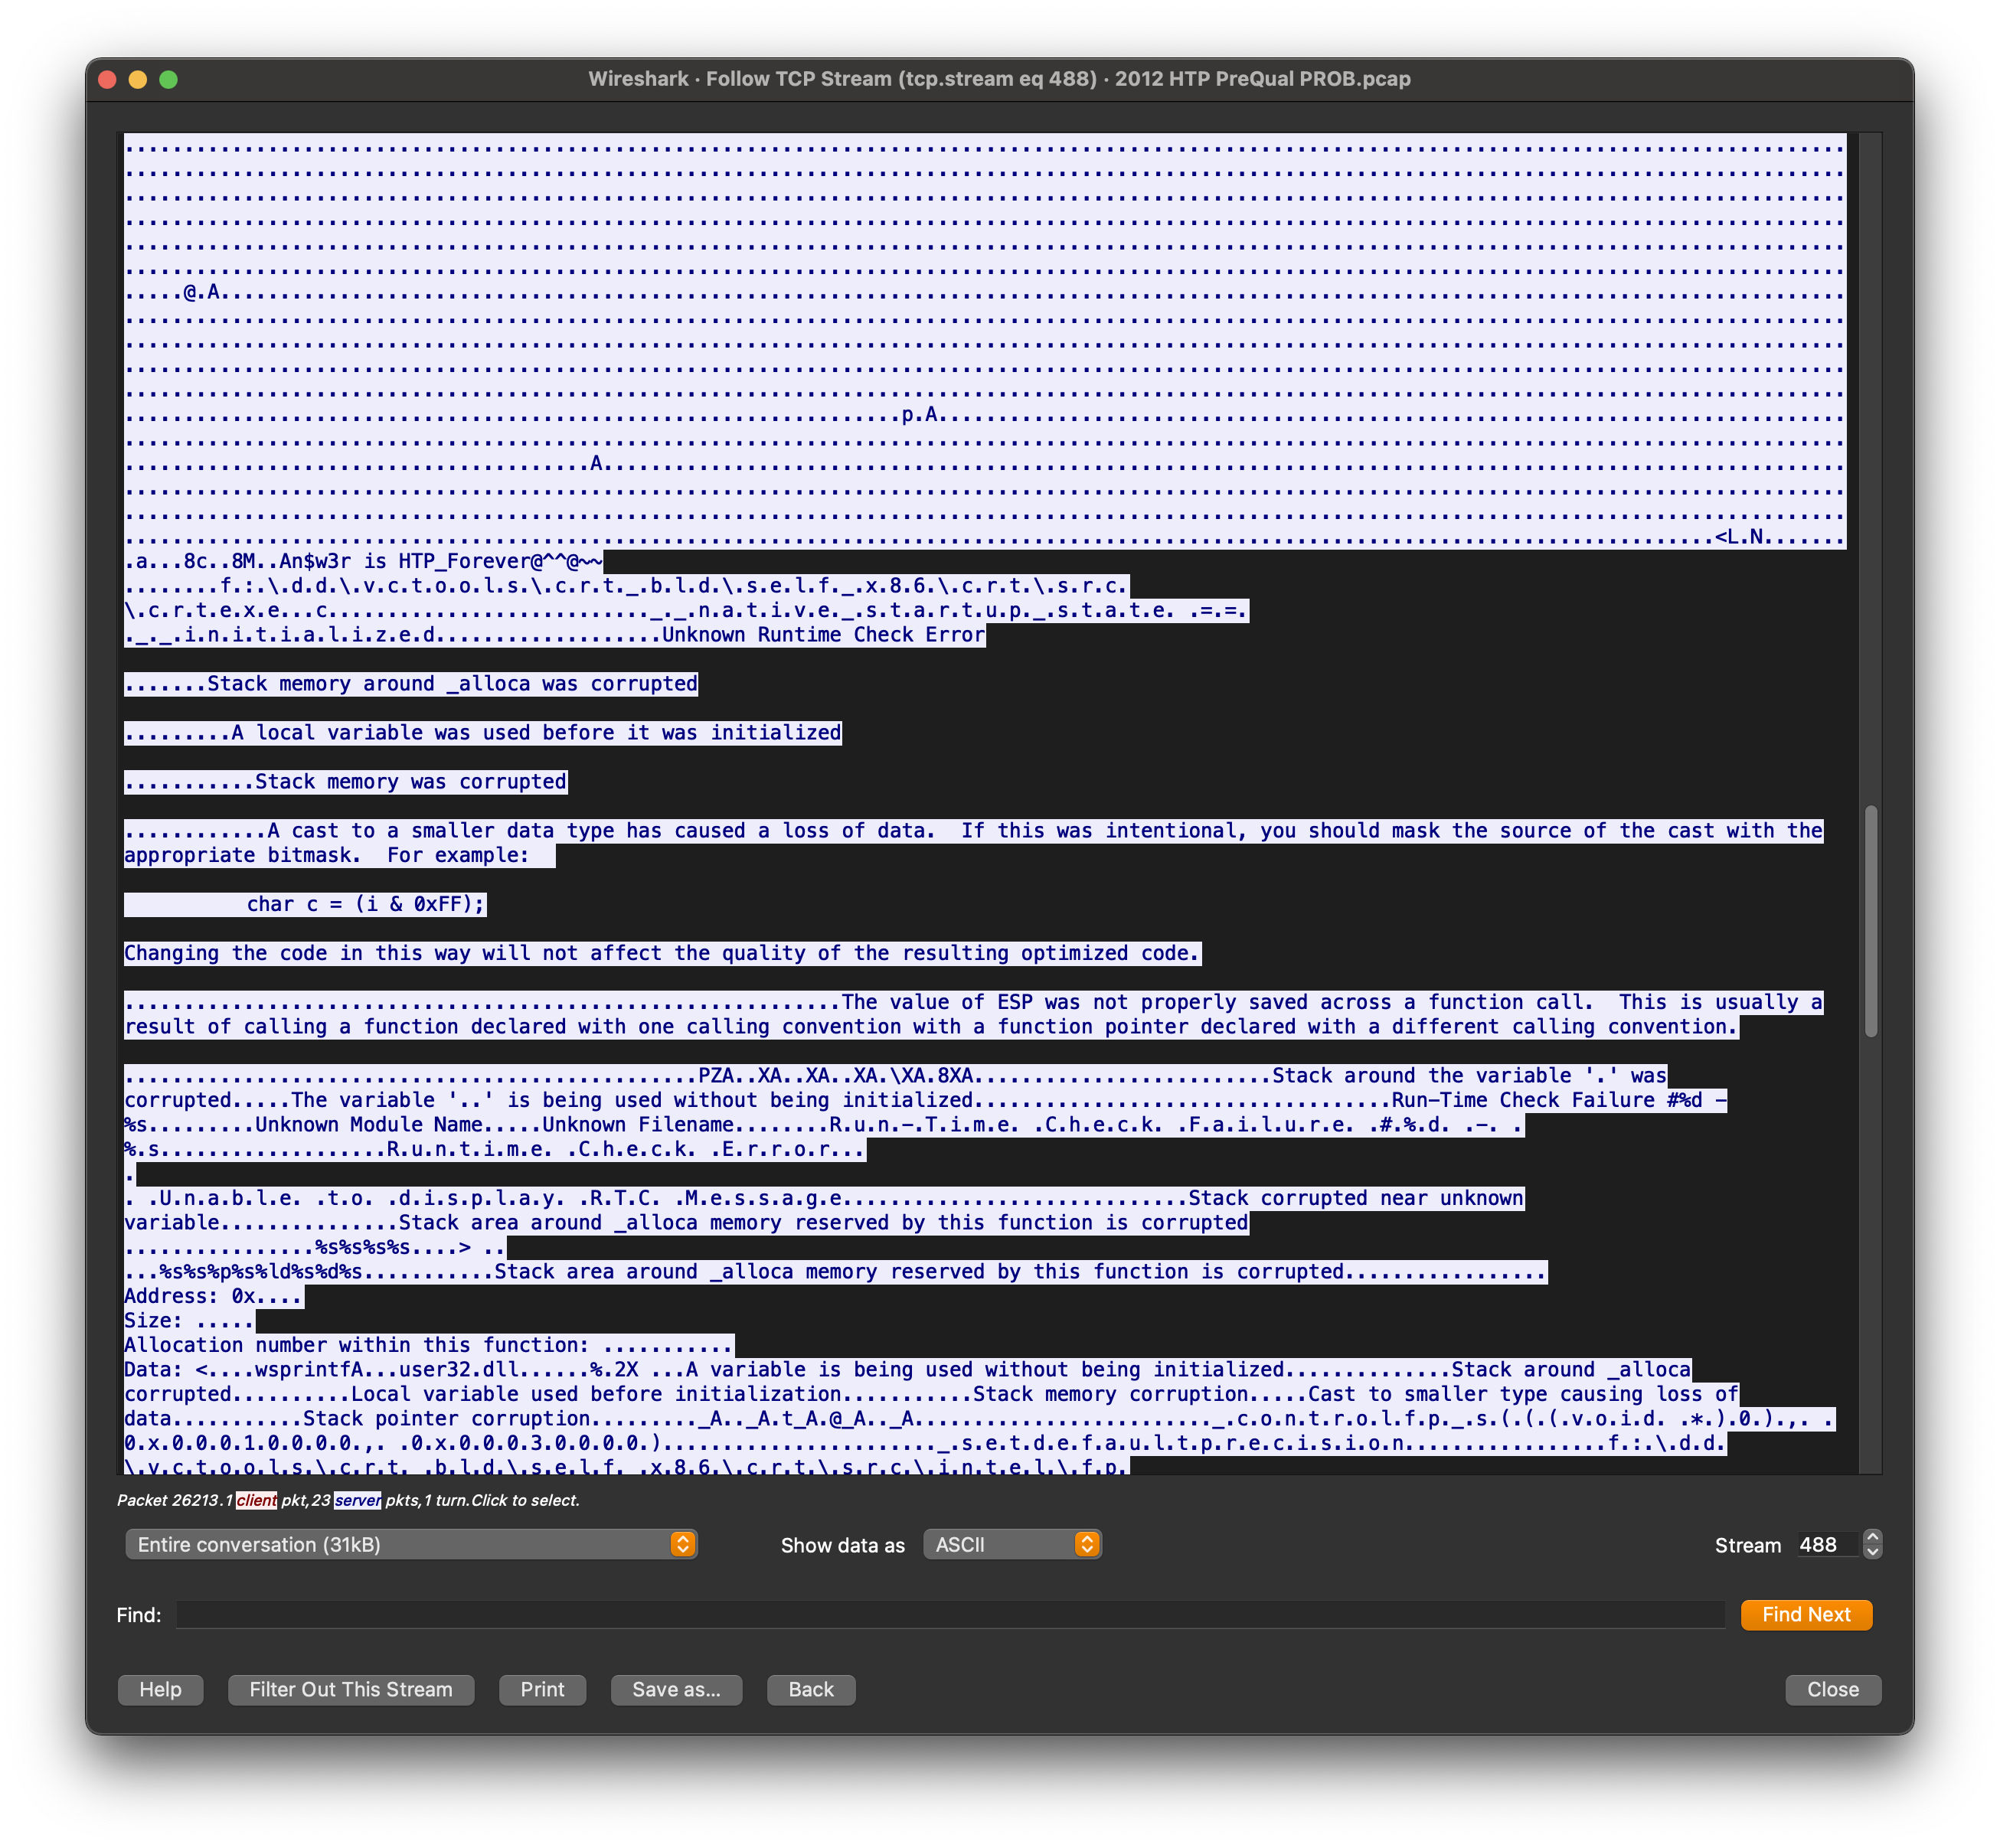 Wireshark · Follow TCP Stream (tcp.stream eq 488) · 2012 HTP PreQual PROB.pcap
.....@.A........................................................................................................................................
.................................................................p.A............................................................................
.......................................A........................................................................................................
.....................................................................................................................................<L.N.......
.a...8c..8M..An$w3r is HTP_Forever@^^@~~
........f.:.\.d.d.\.v.c.t.o.o.l.s.\.c.r.t._.b.l.d.\.s.e.l.f._.x.8.6.\.c.r.t.\.s.r.c.
\.c.r.t.e.x.e...c..........................._._.n.a.t.i.v.e._.s.t.a.r.t.u.p._.s.t.a.t.e. .=.=.
._._.i.n.i.t.i.a.l.i.z.e.d...................Unknown Runtime Check Error
.......Stack memory around _alloca was corrupted
.........A local variable was used before it was initialized
...........Stack memory was corrupted
............A cast to a smaller data type has caused a loss of data.  If this was intentional, you should mask the source of the cast with the
appropriate bitmask.  For example:
char c = (i & 0xFF);
Changing the code in this way will not affect the quality of the resulting optimized code.
............................................................The value of ESP was not properly saved across a function call.  This is usually a
result of calling a function declared with one calling convention with a function pointer declared with a different calling convention.
................................................PZA..XA..XA..XA.\XA.8XA.........................Stack around the variable '.' was
corrupted.....The variable '..' is being used without being initialized...................................Run-Time Check Failure #%d -
%s.........Unknown Module Name.....Unknown Filename........R.u.n.-.T.i.m.e. .C.h.e.c.k. .F.a.i.l.u.r.e. .#.%.d. .-. .
%.s...................R.u.n.t.i.m.e. .C.h.e.c.k. .E.r.r.o.r...
.
. .U.n.a.b.l.e. .t.o. .d.i.s.p.l.a.y. .R.T.C. .M.e.s.s.a.g.e.............................Stack corrupted near unknown
variable...............Stack area around _alloca memory reserved by this function is corrupted
................%s%s%s%s....> ..
...%s%s%p%s%ld%s%d%s...........Stack area around _alloca memory reserved by this function is corrupted.................
Address: 0x....
Size: .....
Allocation number within this function: ...........
Data: <....wsprintfA...user32.dll......%.2X ...A variable is being used without being initialized..............Stack around _alloca
corrupted..........Local variable used before initialization...........Stack memory corruption.....Cast to smaller type causing loss of
data...........Stack pointer corruption........._A.._A.t_A.@_A.._A........................._.c.o.n.t.r.o.l.f.p._.s.(.(.(.v.o.i.d. .*.).0.).,. .
0.x.0.0.0.1.0.0.0.0.,. .0.x.0.0.0.3.0.0.0.0.)......................._.s.e.t.d.e.f.a.u.l.t.p.r.e.c.i.s.i.o.n.................f.:.\.d.d.
\.v.c.t.o.o.l.s.\.c.r.t._.b.l.d.\.s.e.l.f._.x.8.6.\.c.r.t.\.s.r.c.\.i.n.t.e.l.\.f.p.
Packet 26213. 1 client pkt, 23 server pkts, 1 turn. Click to select.
Entire conversation (31kB) Show data as ASCII Stream 488
Find: Find Next
Help Filter Out This Stream Print Save as... Back Close